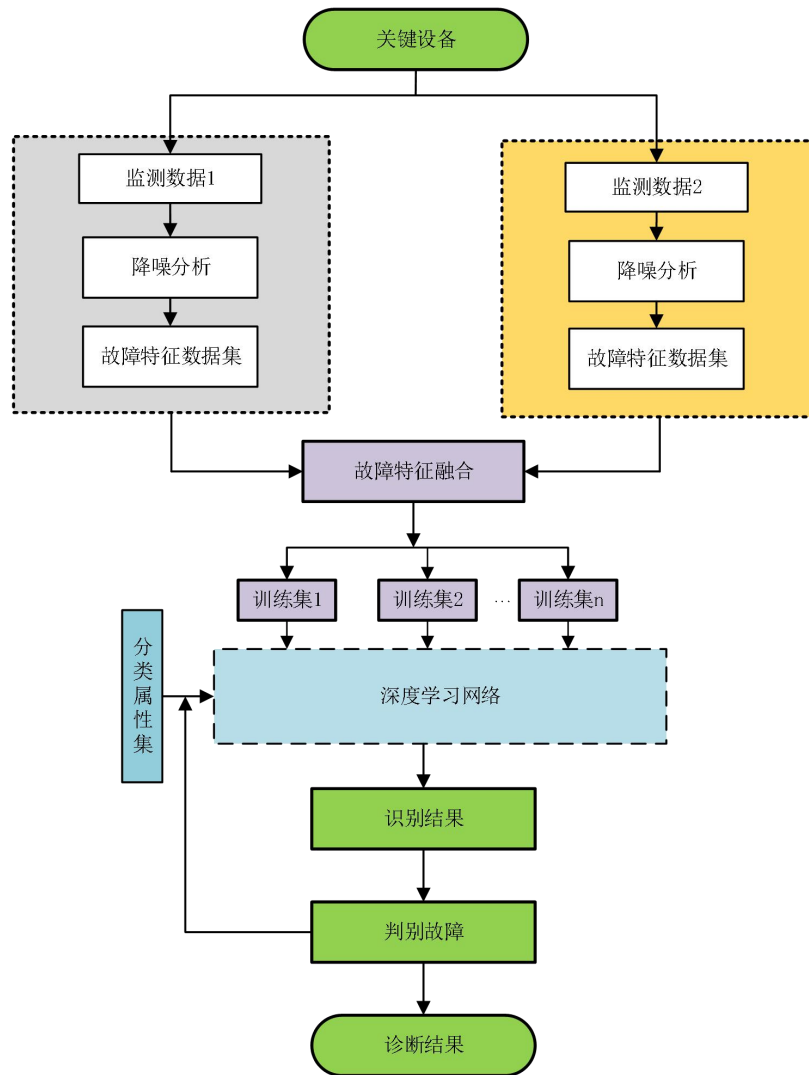 关键设备
监测数据1
降噪分析
故障特征数据集
监测数据2
降噪分析
故障特征数据集
故障特征融合
训练集1
训练集2
…
训练集n
分类属性集
深度学习网络
识别结果
判别故障
诊断结果